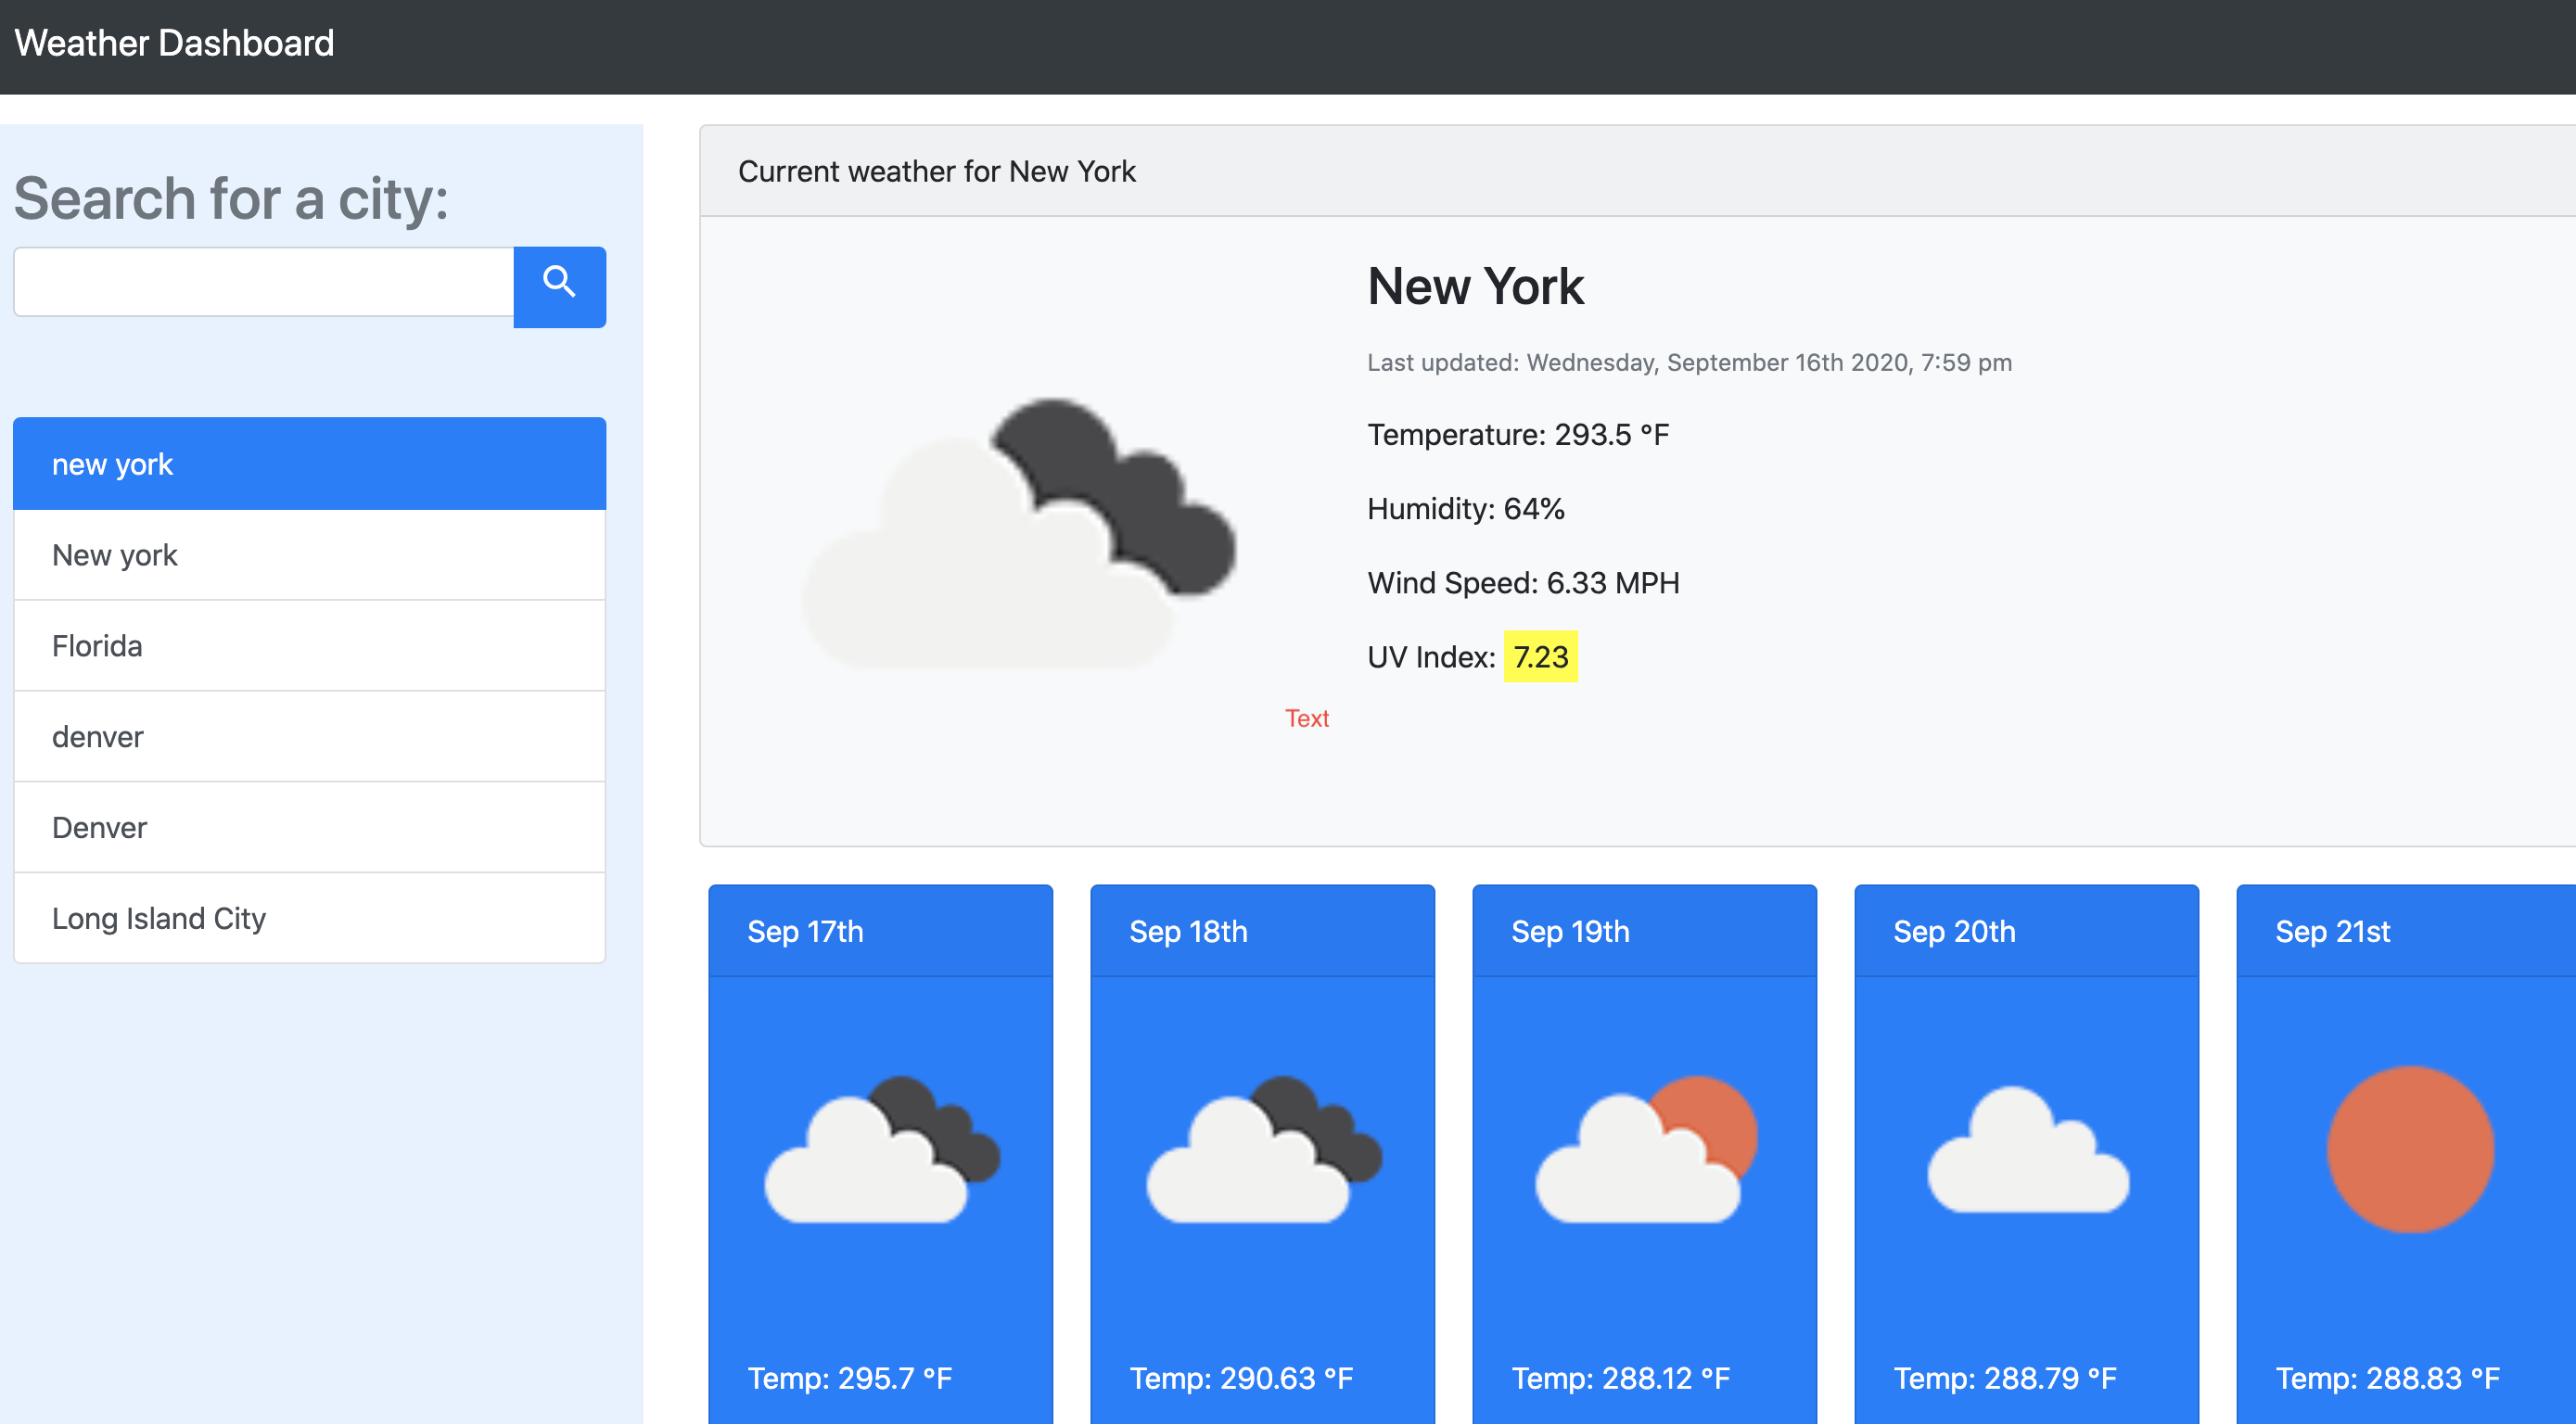 Weather Dashboard
Search for a city:
new york
New york
Florida
denver
Denver
Long Island City
Current weather for New York
New York
Last updated: Wednesday, September 16th 2020, 7:59 pm
Temperature: 293.5 °F
Humidity: 64%
Wind Speed: 6.33 MPH
UV Index: 7.23
Text
Sep 17th
Temp: 295.7 °F
Sep 18th
Temp: 290.63 °F
Sep 19th
Temp: 288.12 °F
Sep 20th
Temp: 288.79 °F
Sep 21st
Temp: 288.83 °F